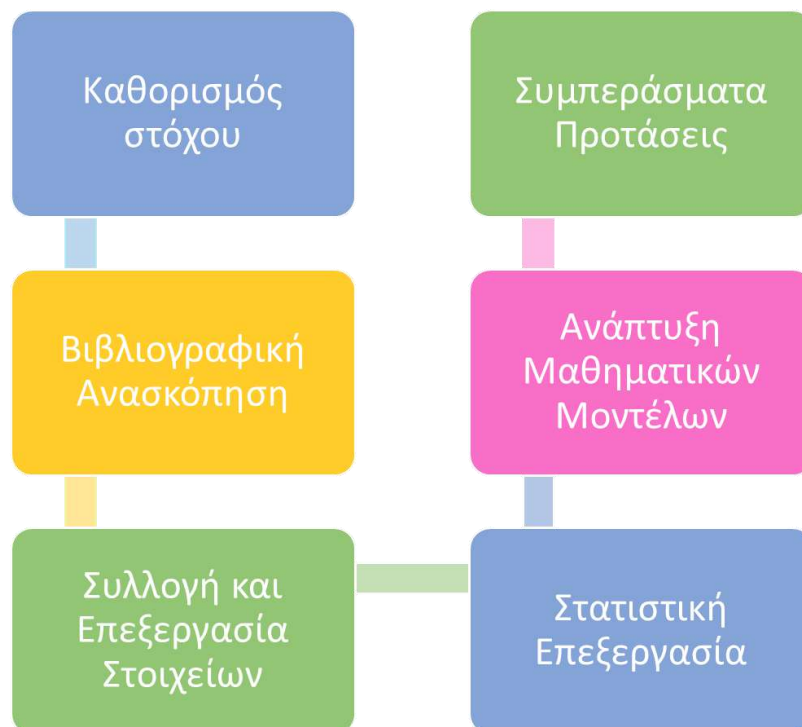 Καθορισμός
στόχου
Βιβλιογραφική
Ανασκόπηση
Συλλογή και
Επεξεργασία
Στοιχείων
Στατιστική
Επεξεργασία
Ανάπτυξη
Μαθηματικών
Μοντέλων
Συμπεράσματα
Προτάσεις